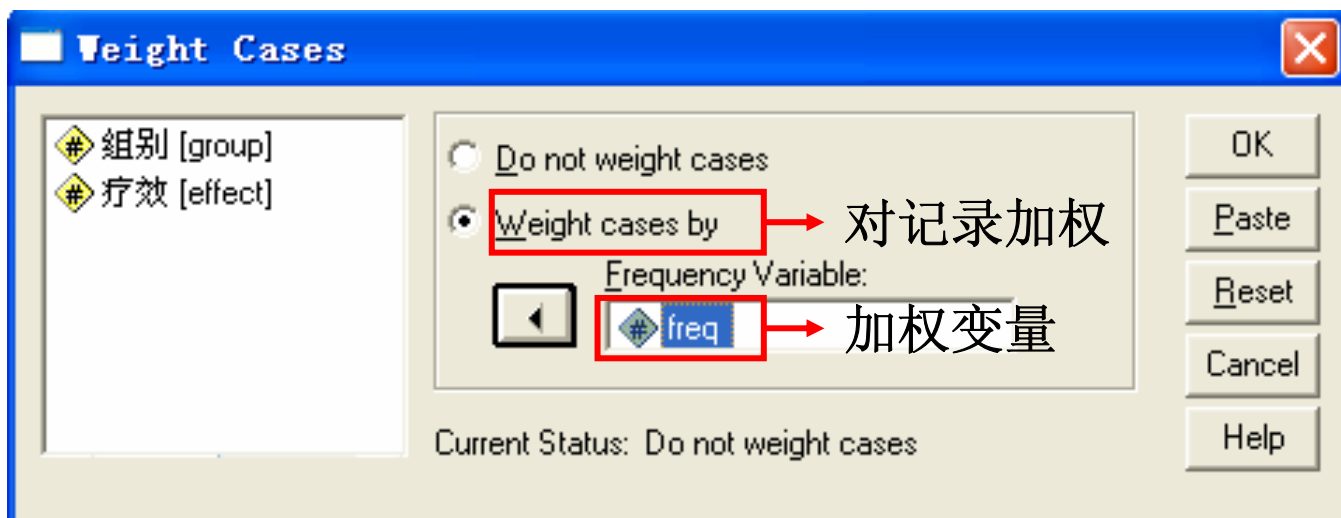 Weight Cases
组别 [group]
疗效 [effect]
Do not weight cases
Weight cases by
对记录加权
Frequency Variable:
freq
加权变量
Current Status: Do not weight cases
OK
Paste
Reset
Cancel
Help